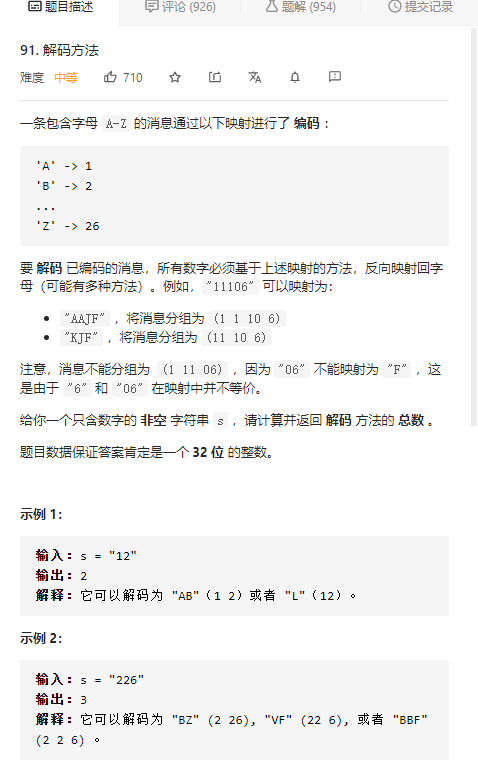 题目描述 评论 (926) 题解 (954) 提交记录
91. 解码方法
难度 中等 710
一条包含字母 A-Z 的消息通过以下映射进行了 编码 ：
'A' -> 1
'B' -> 2
...
'Z' -> 26
要 解码 已编码的消息，所有数字必须基于上述映射的方法，反向映射回字
母（可能有多种方法）。例如，"11106" 可以映射为：
"AAJF" ，将消息分组为 (1 1 10 6)
"KJF" ，将消息分组为 (11 10 6)
注意，消息不能分组为 (1 11 06) ，因为 "06" 不能映射为 "F" ，这
是由于 "6" 和 "06" 在映射中并不等价。
给你一个只含数字的 非空 字符串 s ，请计算并返回 解码 方法的 总数 。
题目数据保证答案肯定是一个 32 位 的整数。
示例 1：
输入：s = "12"
输出：2
解释：它可以解码为 "AB"（1 2）或者 "L"（12）。
示例 2：
输入：s = "226"
输出：3
解释：它可以解码为 "BZ" (2 26), "VF" (22 6), 或者 "BBF"
(2 2 6) 。